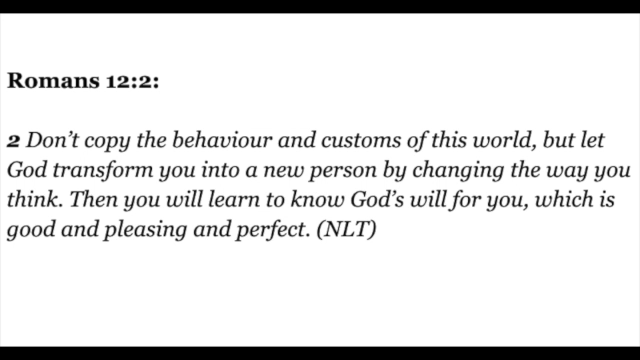 Romans 12:2:
2 Don't copy the behaviour and customs of this world, but let
God transform you into a new person by changing the way you
think. Then you will learn to know God's will for you, which is
good and pleasing and perfect. (NLT)